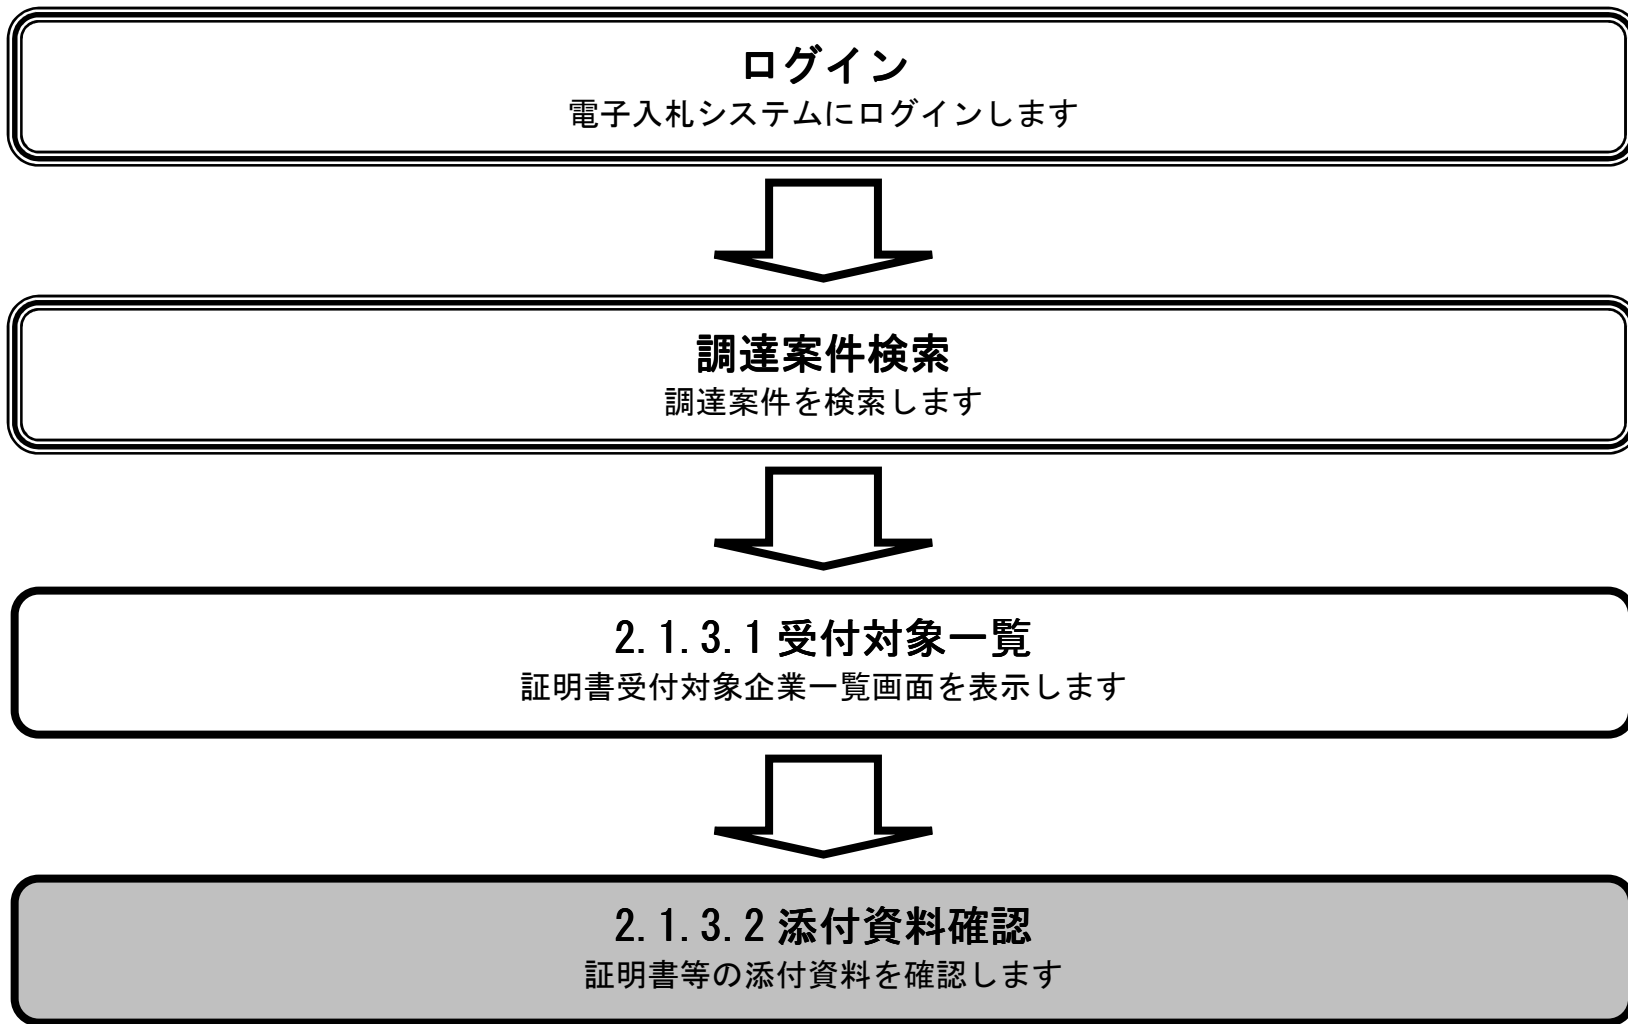 ログイン
電子入札システムにログインします
調達案件検索
調達案件を検索します
2.1.3.1 受付対象一覧
証明書受付対象企業一覧画面を表示します
2.1.3.2 添付資料確認
証明書等の添付資料を確認します